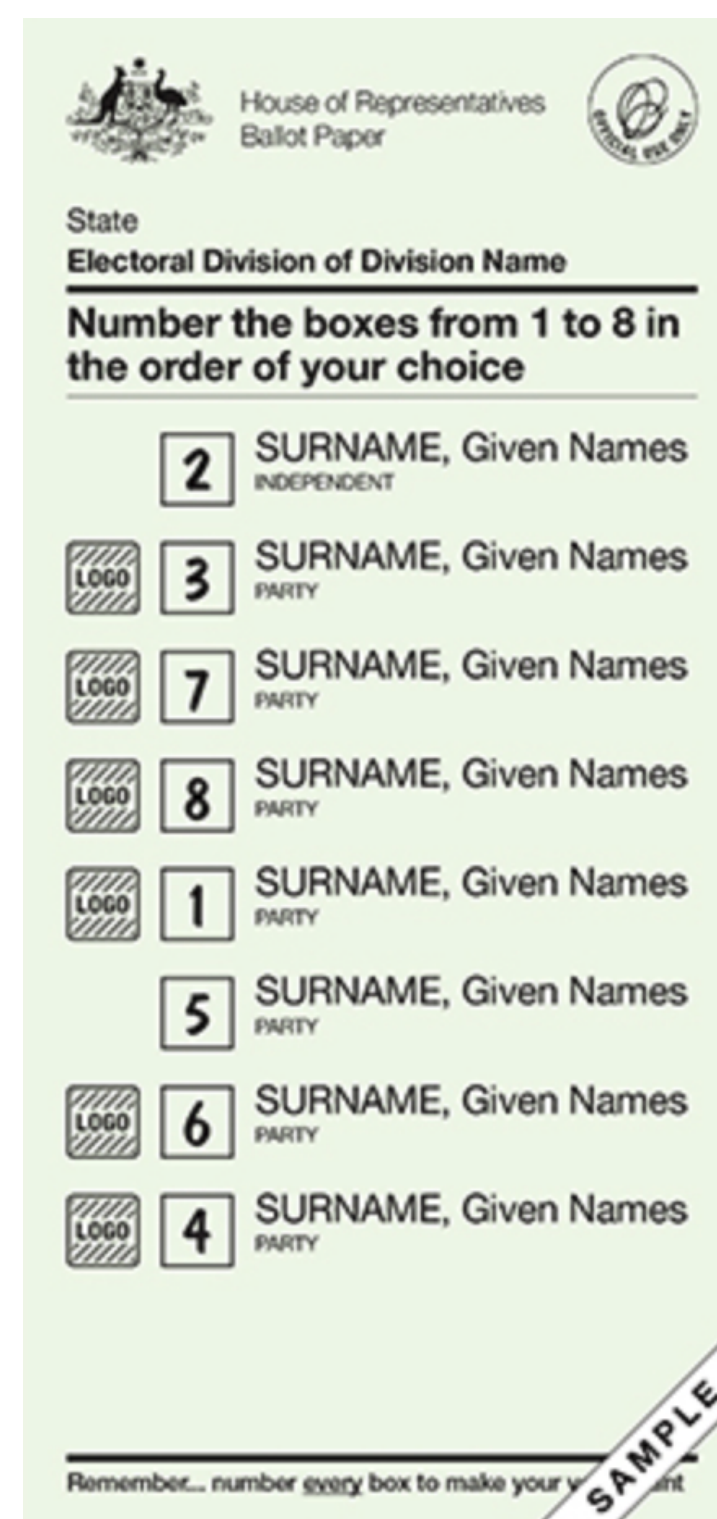 House of Representatives
Ballot Paper
OFFICIAL USE ONLY
State
Electoral Division of Division Name
Number the boxes from 1 to 8 in
the order of your choice
2 SURNAME, Given Names
INDEPENDENT
LOGO 3 SURNAME, Given Names
PARTY
LOGO 7 SURNAME, Given Names
PARTY
LOGO 8 SURNAME, Given Names
PARTY
LOGO 1 SURNAME, Given Names
PARTY
5 SURNAME, Given Names
PARTY
LOGO 6 SURNAME, Given Names
PARTY
LOGO 4 SURNAME, Given Names
PARTY
Remember... number every box to make your
SAMPLE